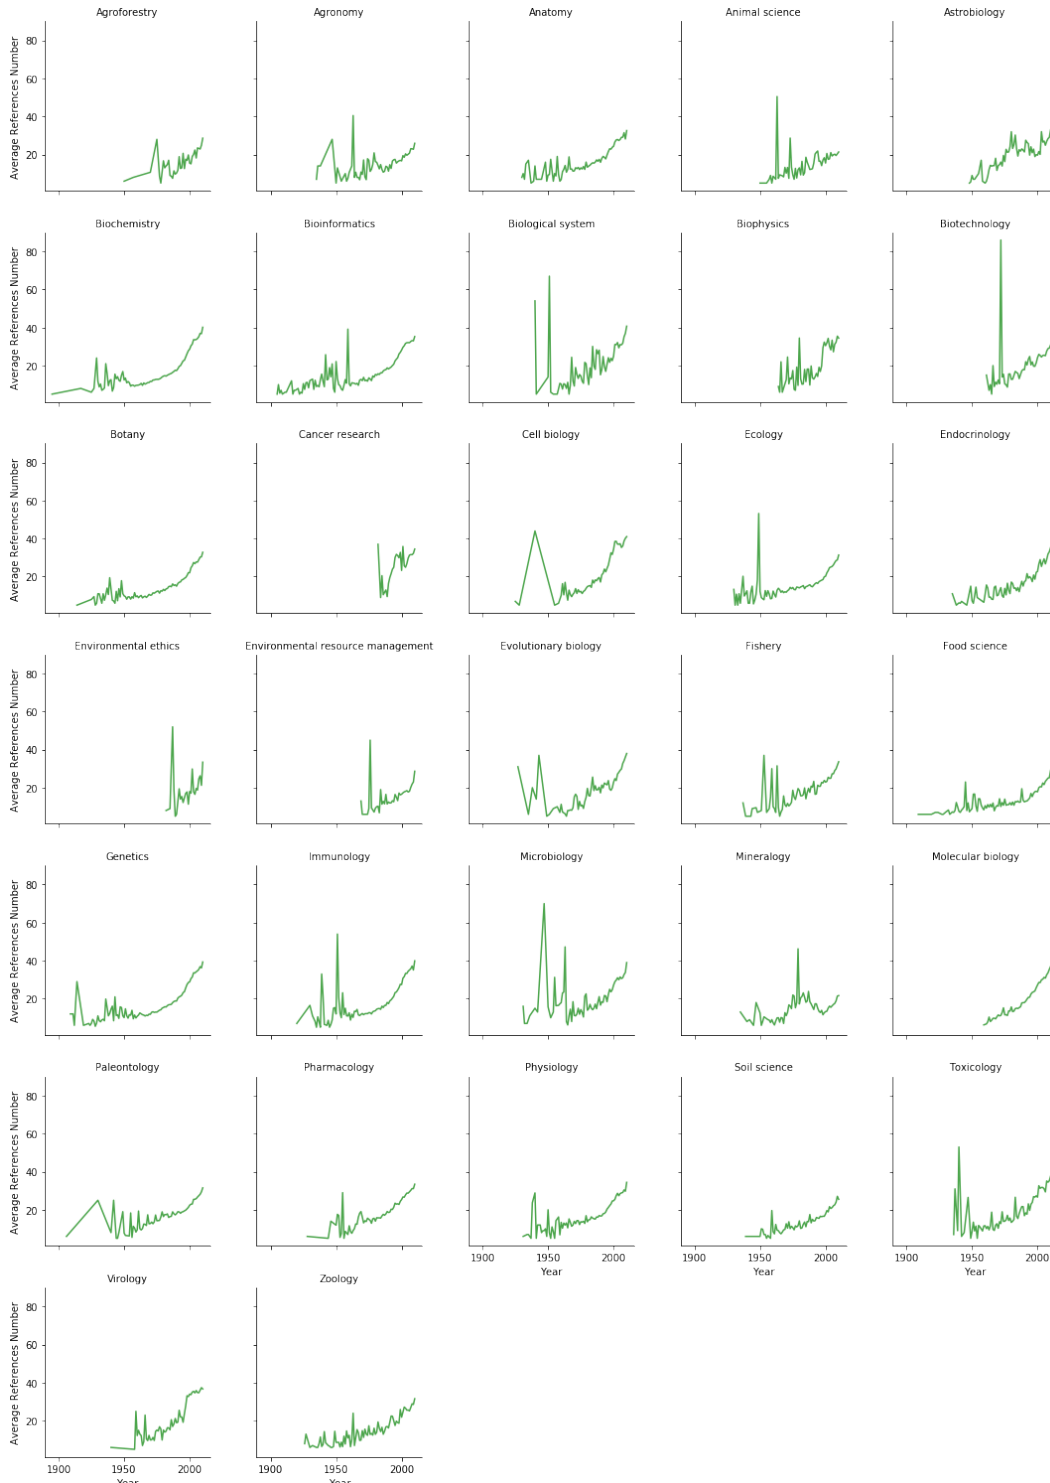 Agroforestry Agronomy Anatomy Animal science Astrobiology
Average References Number
80
60
40
20
Biochemistry Bioinformatics Biological system Biophysics Biotechnology
Average References Number
80
60
40
20
Botany Cancer research Cell biology Ecology Endocrinology
Average References Number
80
60
40
20
Environmental ethics Environmental resource management Evolutionary biology Fishery Food science
Average References Number
80
60
40
20
Genetics Immunology Microbiology Mineralogy Molecular biology
Average References Number
80
60
40
20
Paleontology Pharmacology Physiology Soil science Toxicology
Average References Number
80
60
40
20
1900 1950 2000 1900 1950 2000 1900 1950 2000
Year Year Year
Virology Zoology
Average References Number
80
60
40
20
1900 1950 2000 1900 1950 2000
Year Year